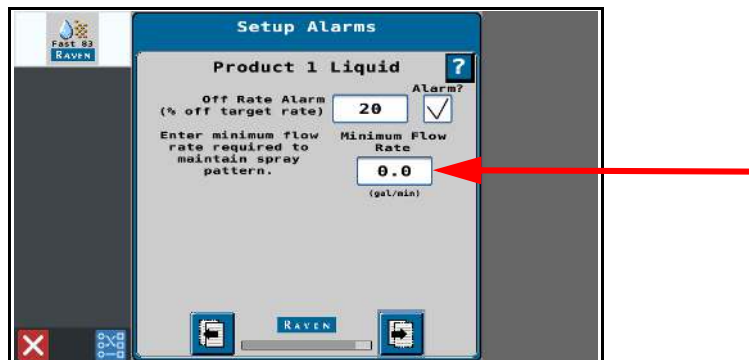 Setup Alarms
Fast 83
RAVEN
Product 1 Liquid
?
Alarm?
Off Rate Alarm
(% off target rate)
20
Enter minimum flow
rate required to
maintain spray
pattern.
Minimum Flow
Rate
0.0
(gal/min)
RAVEN